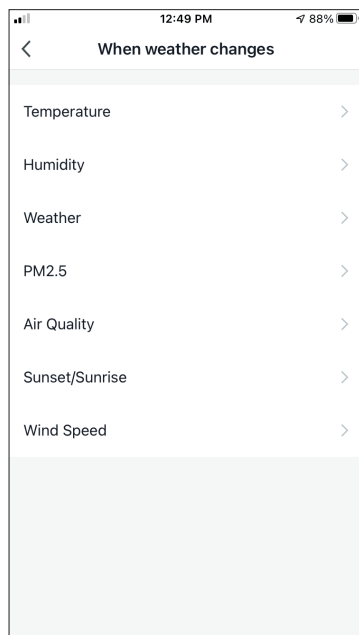 12:49 PM 88%
When weather changes
Temperature
Humidity
Weather
PM2.5
Air Quality
Sunset/Sunrise
Wind Speed